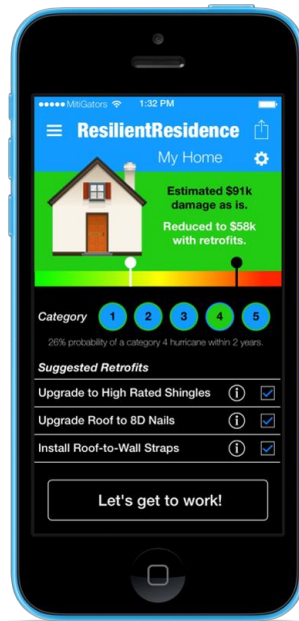 MitiGators 1:32 PM
ResilientResidence
My Home
Estimated $91k
damage as is.
Reduced to $58k
with retrofits.
Category 1 2 3 4 5
26% probability of a category 4 hurricane within 2 years.
Suggested Retrofits
Upgrade to High Rated Shingles
Upgrade Roof to 8D Nails
Install Roof-to-Wall Straps
Let's get to work!